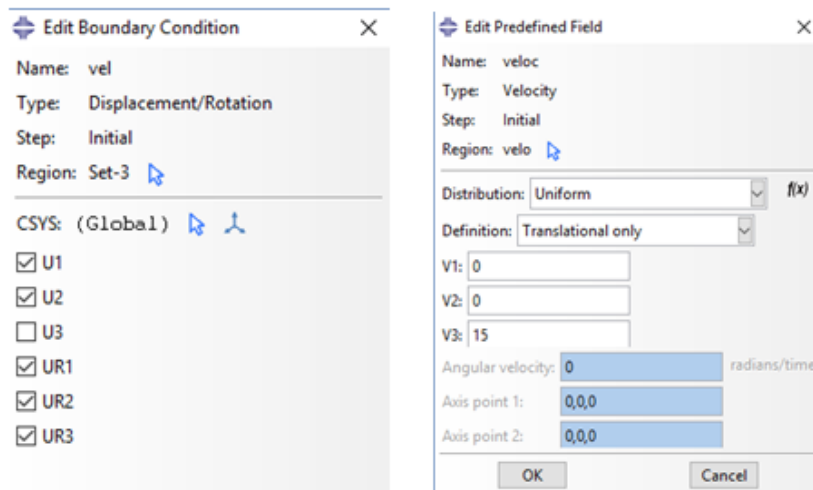 Edit Boundary Condition
Name: vel
Type: Displacement/Rotation
Step: Initial
Region: Set-3
CSYS: (Global)
U1
U2
U3
UR1
UR2
UR3
Edit Predefined Field
Name: veloc
Type: Velocity
Step: Initial
Region: velo
Distribution: Uniform f(x)
Definition: Translational only
V1: 0
V2: 0
V3: 15
Angular velocity: 0 radians/time
Axis point 1: 0,0,0
Axis point 2: 0,0,0
OK Cancel